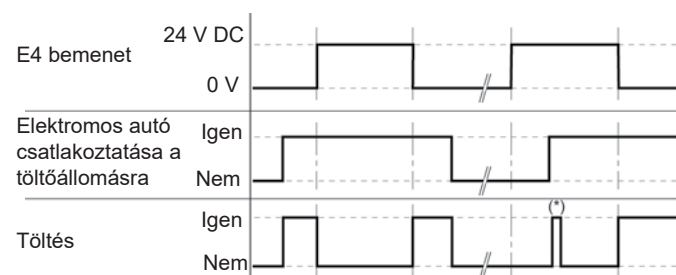 24 V DC
E4 bemenet
0 V
Elektromos autó
csatlakoztatása a
töltőállomásra
Igen
Nem
(*)
Igen
Töltés
Nem